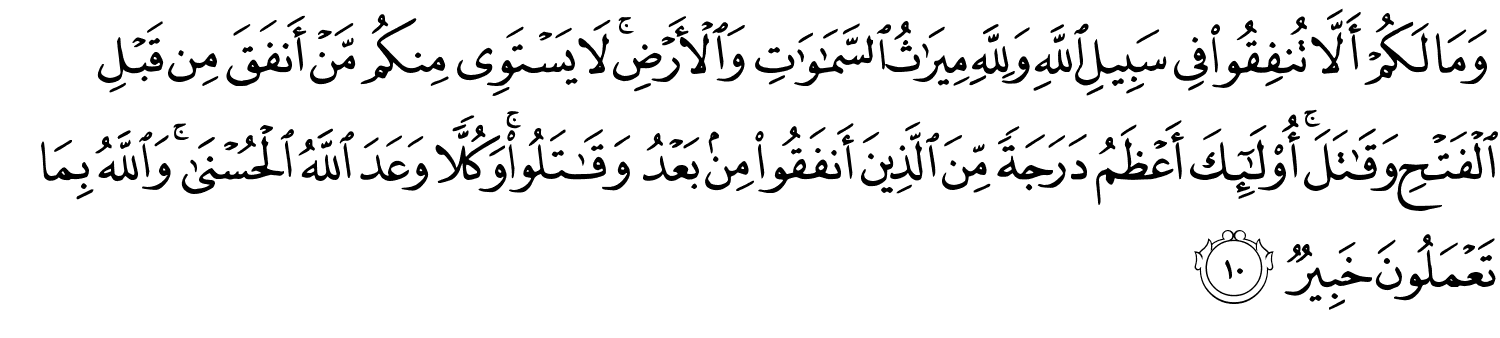 وَمَا لَكُمْ أَلَّا تُنفِقُوا۟ فِى سَبِيلِ ٱللَّهِ وَلِلَّهِ مِيرَٰثُ ٱلسَّمَٰوَٰتِ وَٱلْأَرْضِ ۚ لَا يَسْتَوِى مِنكُم مَّنْ أَنفَقَ مِن قَبْلِ
ٱلْفَتْحِ وَقَٰتَلَ ۚ أُو۟لَٰٓئِكَ أَعْظَمُ دَرَجَةً مِّنَ ٱلَّذِينَ أَنفَقُوا۟ مِنۢ بَعْدُ وَقَٰتَلُوا۟ ۚ وَكُلًّا وَعَدَ ٱللَّهُ ٱلْحُسْنَىٰ ۚ وَٱللَّهُ بِمَا
تَعْمَلُونَ خَبِيرٌ ١٠